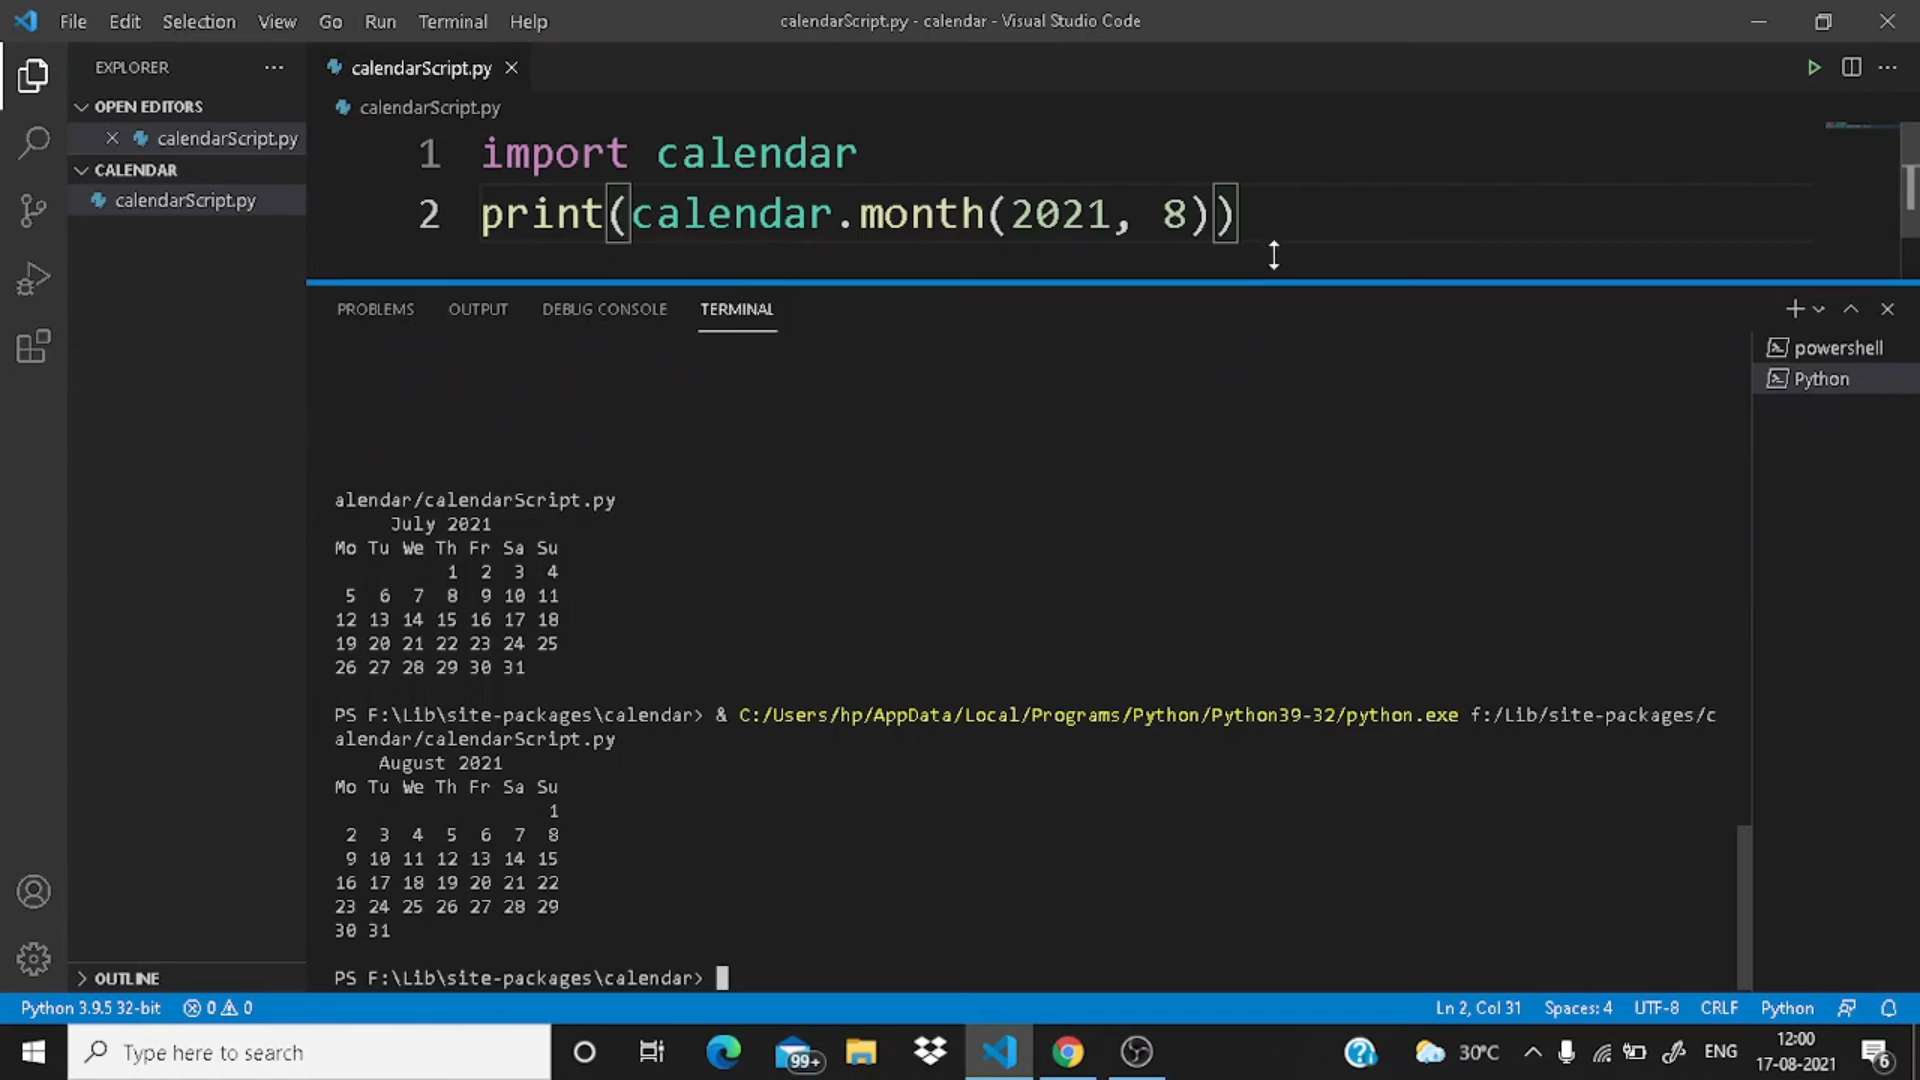 File Edit Selection View Go Run Terminal Help
calendarScript.py - calendar - Visual Studio Code
EXPLORER
OPEN EDITORS
calendarScript.py
CALENDAR
calendarScript.py
OUTLINE
calendarScript.py
calendarScript.py
1 import calendar
2 print(calendar.month(2021, 8))
PROBLEMS OUTPUT DEBUG CONSOLE TERMINAL
powershell
Python
alendar/calendarScript.py
July 2021
Mo Tu We Th Fr Sa Su
1 2 3 4
5 6 7 8 9 10 11
12 13 14 15 16 17 18
19 20 21 22 23 24 25
26 27 28 29 30 31
PS F:\Lib\site-packages\calendar> & C:/Users/hp/AppData/Local/Programs/Python/Python39-32/python.exe f:/Lib/site-packages/c
alendar/calendarScript.py
August 2021
Mo Tu We Th Fr Sa Su
1
2 3 4 5 6 7 8
9 10 11 12 13 14 15
16 17 18 19 20 21 22
23 24 25 26 27 28 29
30 31
PS F:\Lib\site-packages\calendar>
Python 3.9.5 32-bit 0 0 Ln 2, Col 31 Spaces: 4 UTF-8 CRLF Python
Type here to search
99+
30°C
ENG
12:00
17-08-2021
6